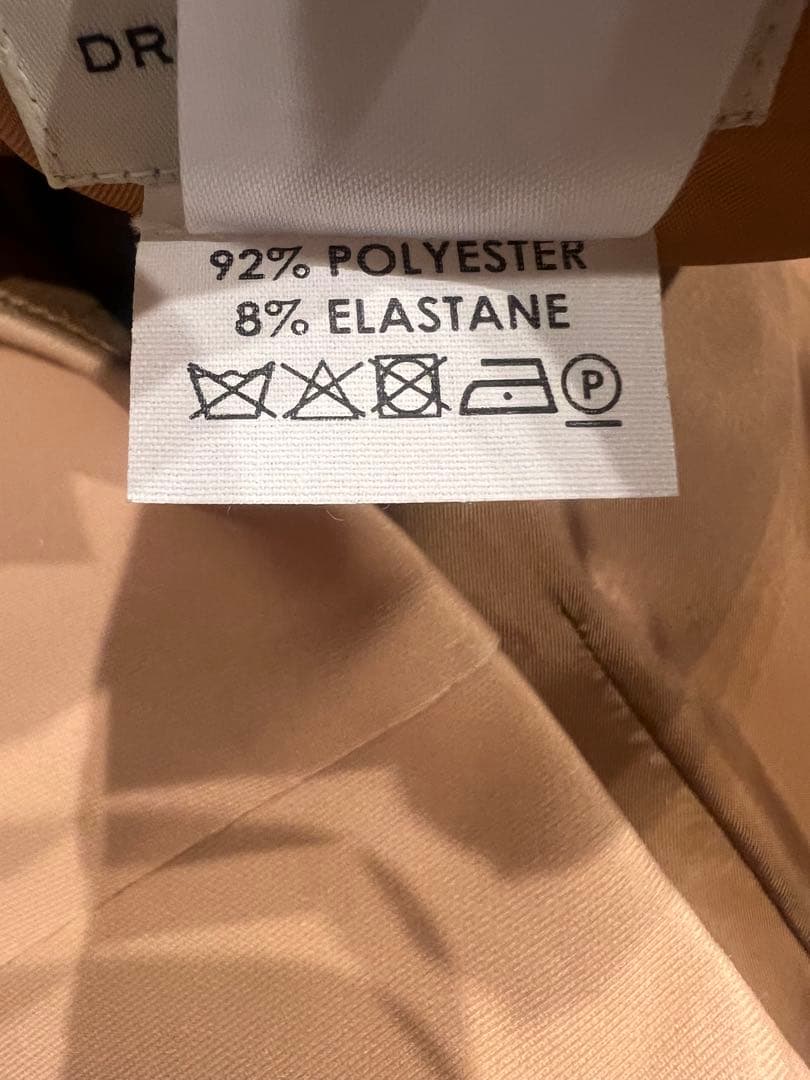 DR
92% POLYESTER
8% ELASTANE
P